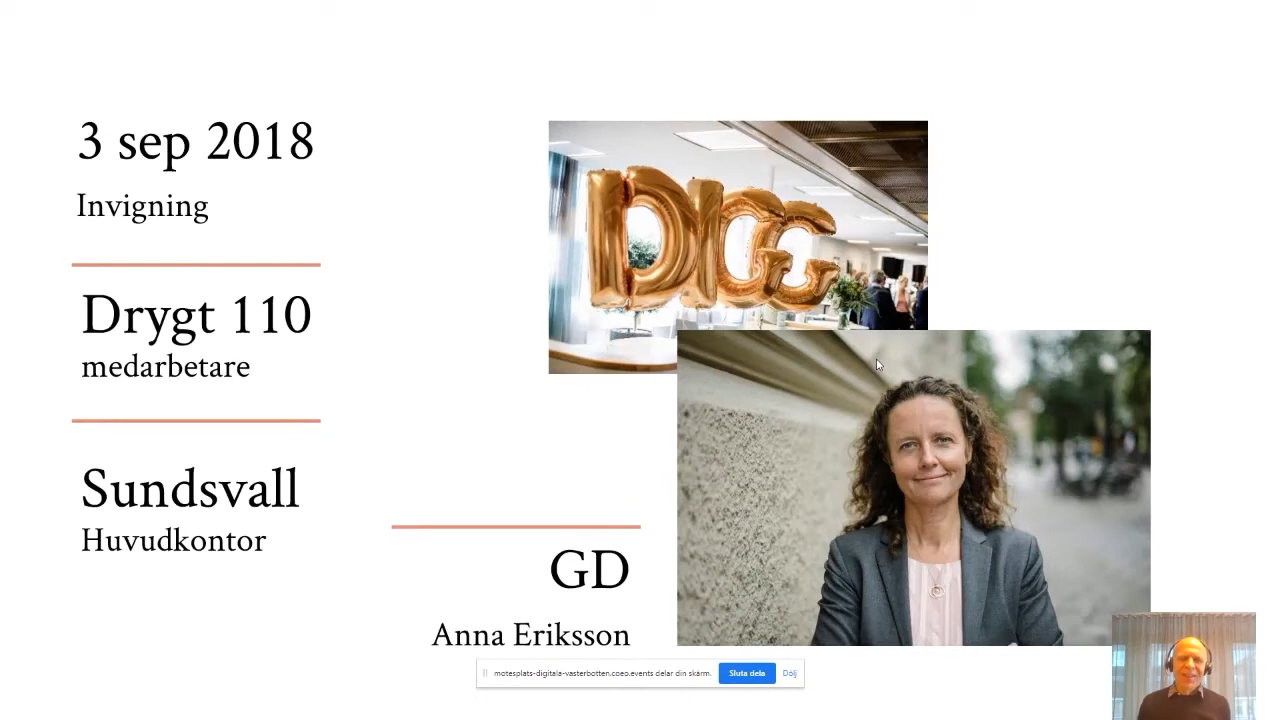 3 sep 2018
Invigning
Drygt 110
medarbetare
Sundsvall
Huvudkontor
DIGG
GD
Anna Eriksson
motesplats-digitala-vasterbotten.coeo.events delar din skärm.
Sluta dela
Dölj